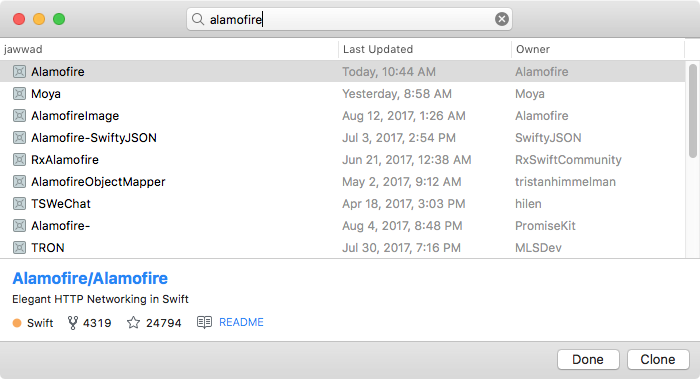 alamofire
jawwad Last Updated Owner
Alamofire Today, 10:44 AM Alamofire
Moya Yesterday, 8:58 AM Moya
AlamofireImage Aug 12, 2017, 1:26 AM Alamofire
Alamofire-SwiftyJSON Jul 3, 2017, 2:54 PM SwiftyJSON
RxAlamofire Jun 21, 2017, 12:38 AM RxSwiftCommunity
AlamofireObjectMapper May 2, 2017, 9:12 AM tristanhimmelman
TSWeChat Apr 18, 2017, 3:03 PM hilen
Alamofire- Aug 4, 2017, 8:48 PM PromiseKit
TRON Jul 30, 2017, 7:16 PM MLSDev
Alamofire/Alamofire
Elegant HTTP Networking in Swift
Swift 4319 24794 README
Done Clone